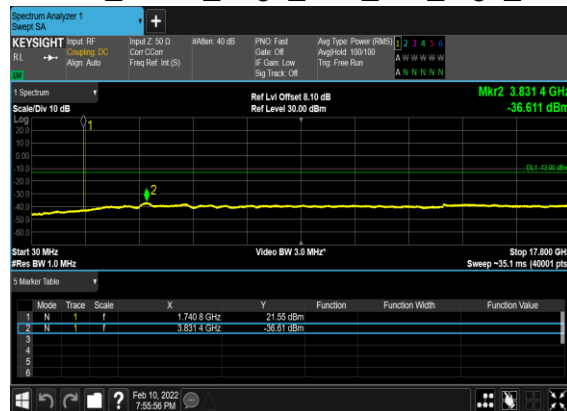 Spectrum Analyzer 1
Swept SA
+
KEYSIGHT Input: RF Input Z: 50 Ω #Atten: 40 dB PNO: Fast Avg Type: Power (RMS) 1 2 3 4 5 6
RL Coupling: DC Corr CCorr Gate: Off Avg|Hold: 100/100 A W W W W W
Align: Auto Freq Ref: Int (S) IF Gain: Low Trig: Free Run
Sig Track: Off A N N N N N
LXI
1 Spectrum Ref Lvl Offset 8.10 dB Mkr2 3.831 4 GHz
Scale/Div 10 dB Ref Level 30.00 dBm -36.611 dBm
Log
1
20.0
10.0
0.00
-10.0
DL1 -13.00 dBm
-20.0
2
-30.0
-40.0
-50.0
-60.0
Start 30 MHz Video BW 3.0 MHz* Stop 17.800 GHz
#Res BW 1.0 MHz Sweep ~35.1 ms (40001 pts)
5 Marker Table
Mode Trace Scale X Y Function Function Width Function Value
1 N 1 f 1.740 8 GHz 21.55 dBm
2 N 1 f 3.831 4 GHz -36.61 dBm
3
4
5
6
? Feb 10, 2022
7:55:56 PM